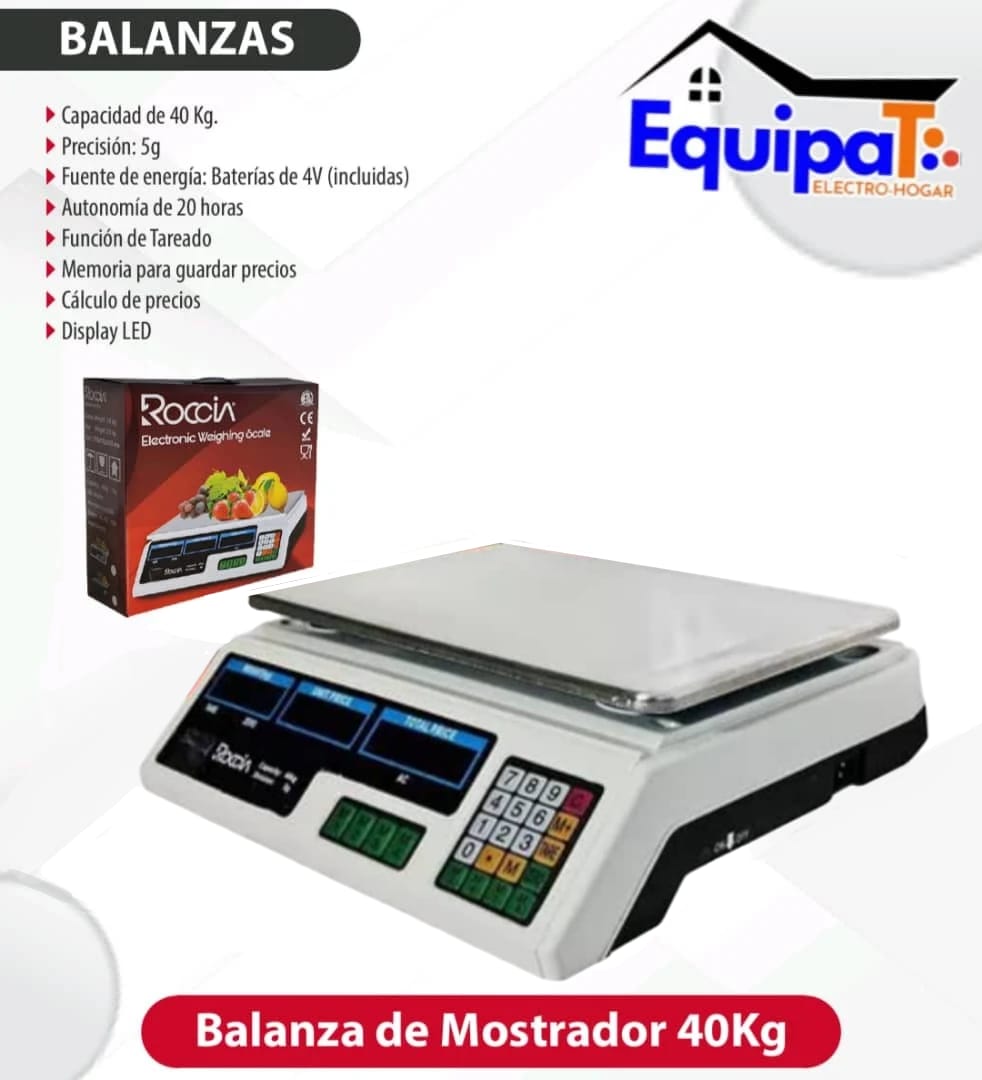 BALANZAS
EquipaT:
ELECTRO-HOGAR
Capacidad de 40 Kg.
Precisión: 5g
Fuente de energía: Baterías de 4V (incluidas)
Autonomía de 20 horas
Función de Tareado
Memoria para guardar precios
Cálculo de precios
Display LED
Roccia
Electronic Weighing Scale
CE
Roccia
UNIT PRICE
TOTAL PRICE
Roccia
7 8 9 C
4 5 6 M+
1 2 3 TARE
0 • M
Balanza de Mostrador 40Kg